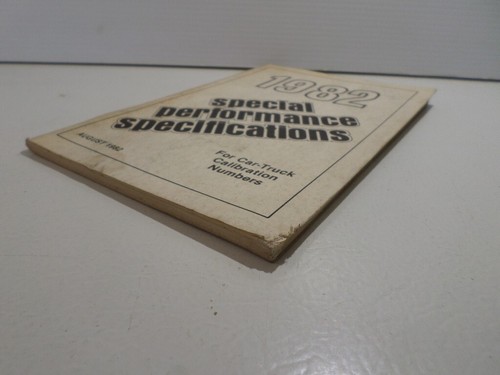 1982
special
performance
specifications
For Car-Truck
Calibration
Numbers
AUGUST 1982